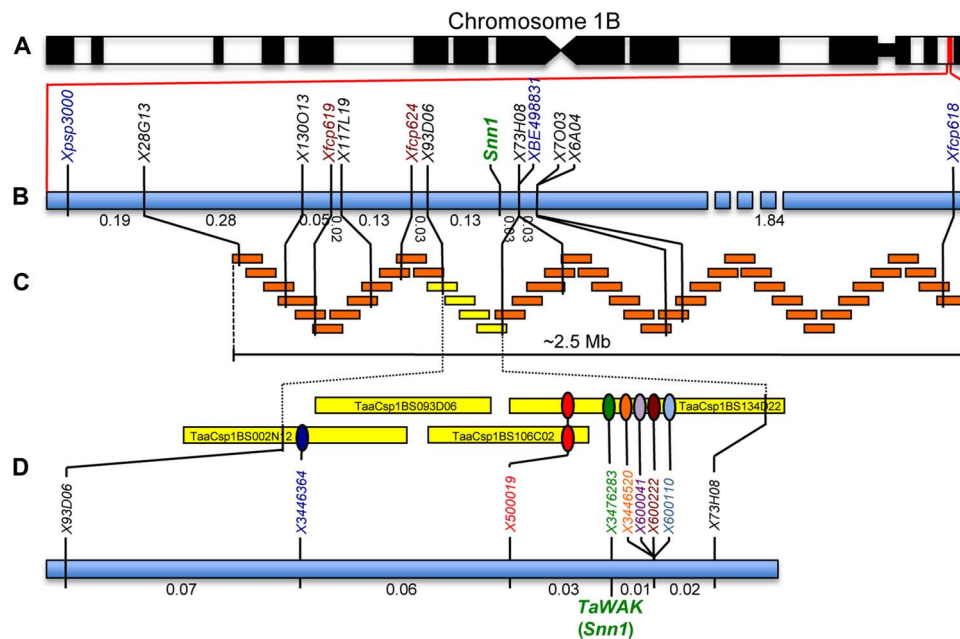 Chromosome 1B
A
Xpsp3000
X28G13
X130O13
Xfcp619
X117L19
Xfcp624
X93D06
Snn1
X73H08
XBE498831
X7O03
X6A04
Xfcp618
B
0.19
0.28
0.05
0.02
0.13
0.03
0.13
0.03
0.03
1.84
C
~2.5 Mb
TaaCsp1BS093D06
TaaCsp1BS134D22
TaaCsp1BS002N12
TaaCsp1BS106C02
D
X93D06
X3446364
X500019
X3476283
X3446520
X600041
X600222
X600110
X73H08
0.07
0.06
0.03
0.01
0.02
TaWAK
(Snn1)